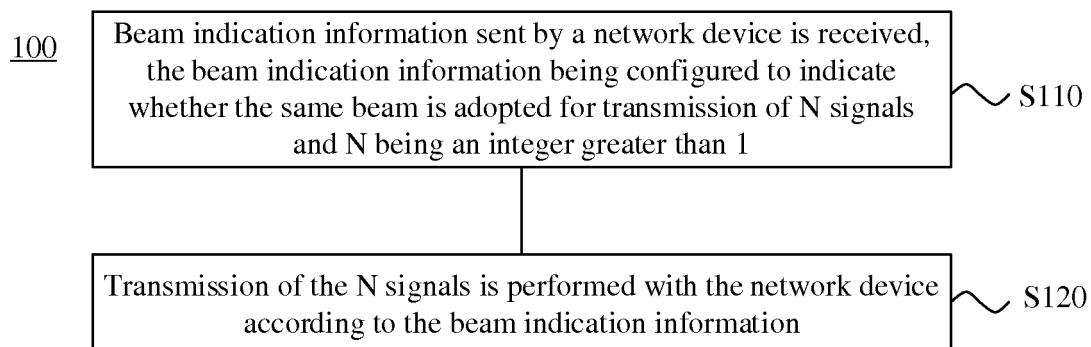 100
Beam indication information sent by a network device is received,
the beam indication information being configured to indicate
whether the same beam is adopted for transmission of N signals
and N being an integer greater than 1
S110
Transmission of the N signals is performed with the network device
according to the beam indication information
S120